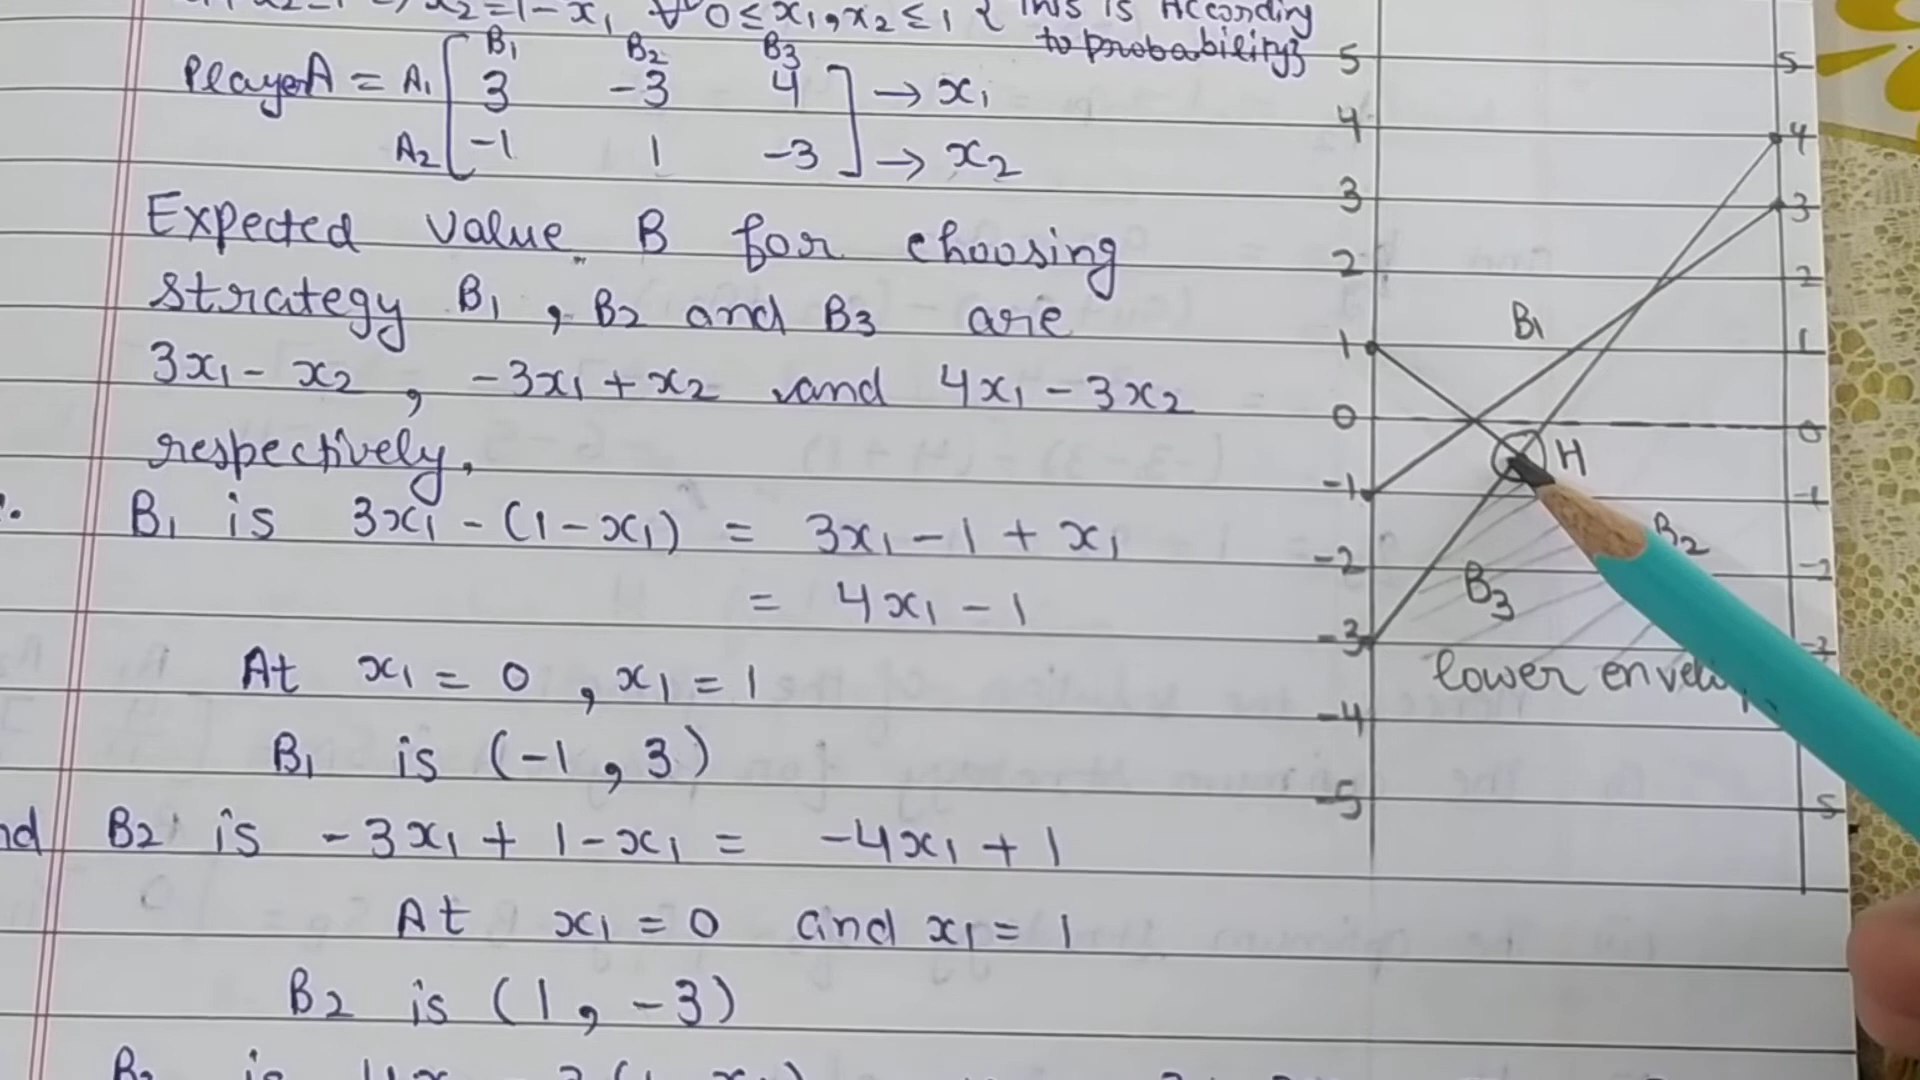 x2 = 1 - x1 ∀ 0 ≤ x1, x2 ≤ 1 { This is According
to probability}
B1 B2 B3
Player A = A1 [ 3 -3 4 ] → x1
A2 [ -1 1 -3 ] → x2
Expected value B for choosing
strategy B1, B2 and B3 are
3x1 - x2, -3x1 + x2 and 4x1 - 3x2
respectively,
B1 is 3x1 - (1 - x1) = 3x1 - 1 + x1
= 4x1 - 1
At x1 = 0, x1 = 1
B1 is (-1, 3)
B2 is -3x1 + 1 - x1 = -4x1 + 1
At x1 = 0 and x1 = 1
B2 is (1, -3)
5 5
4 4
3 3
2 2
1 1
0 0
-1 -1
-2 -2
-3
-4
-5 5
B1
H
B2
B3
lower